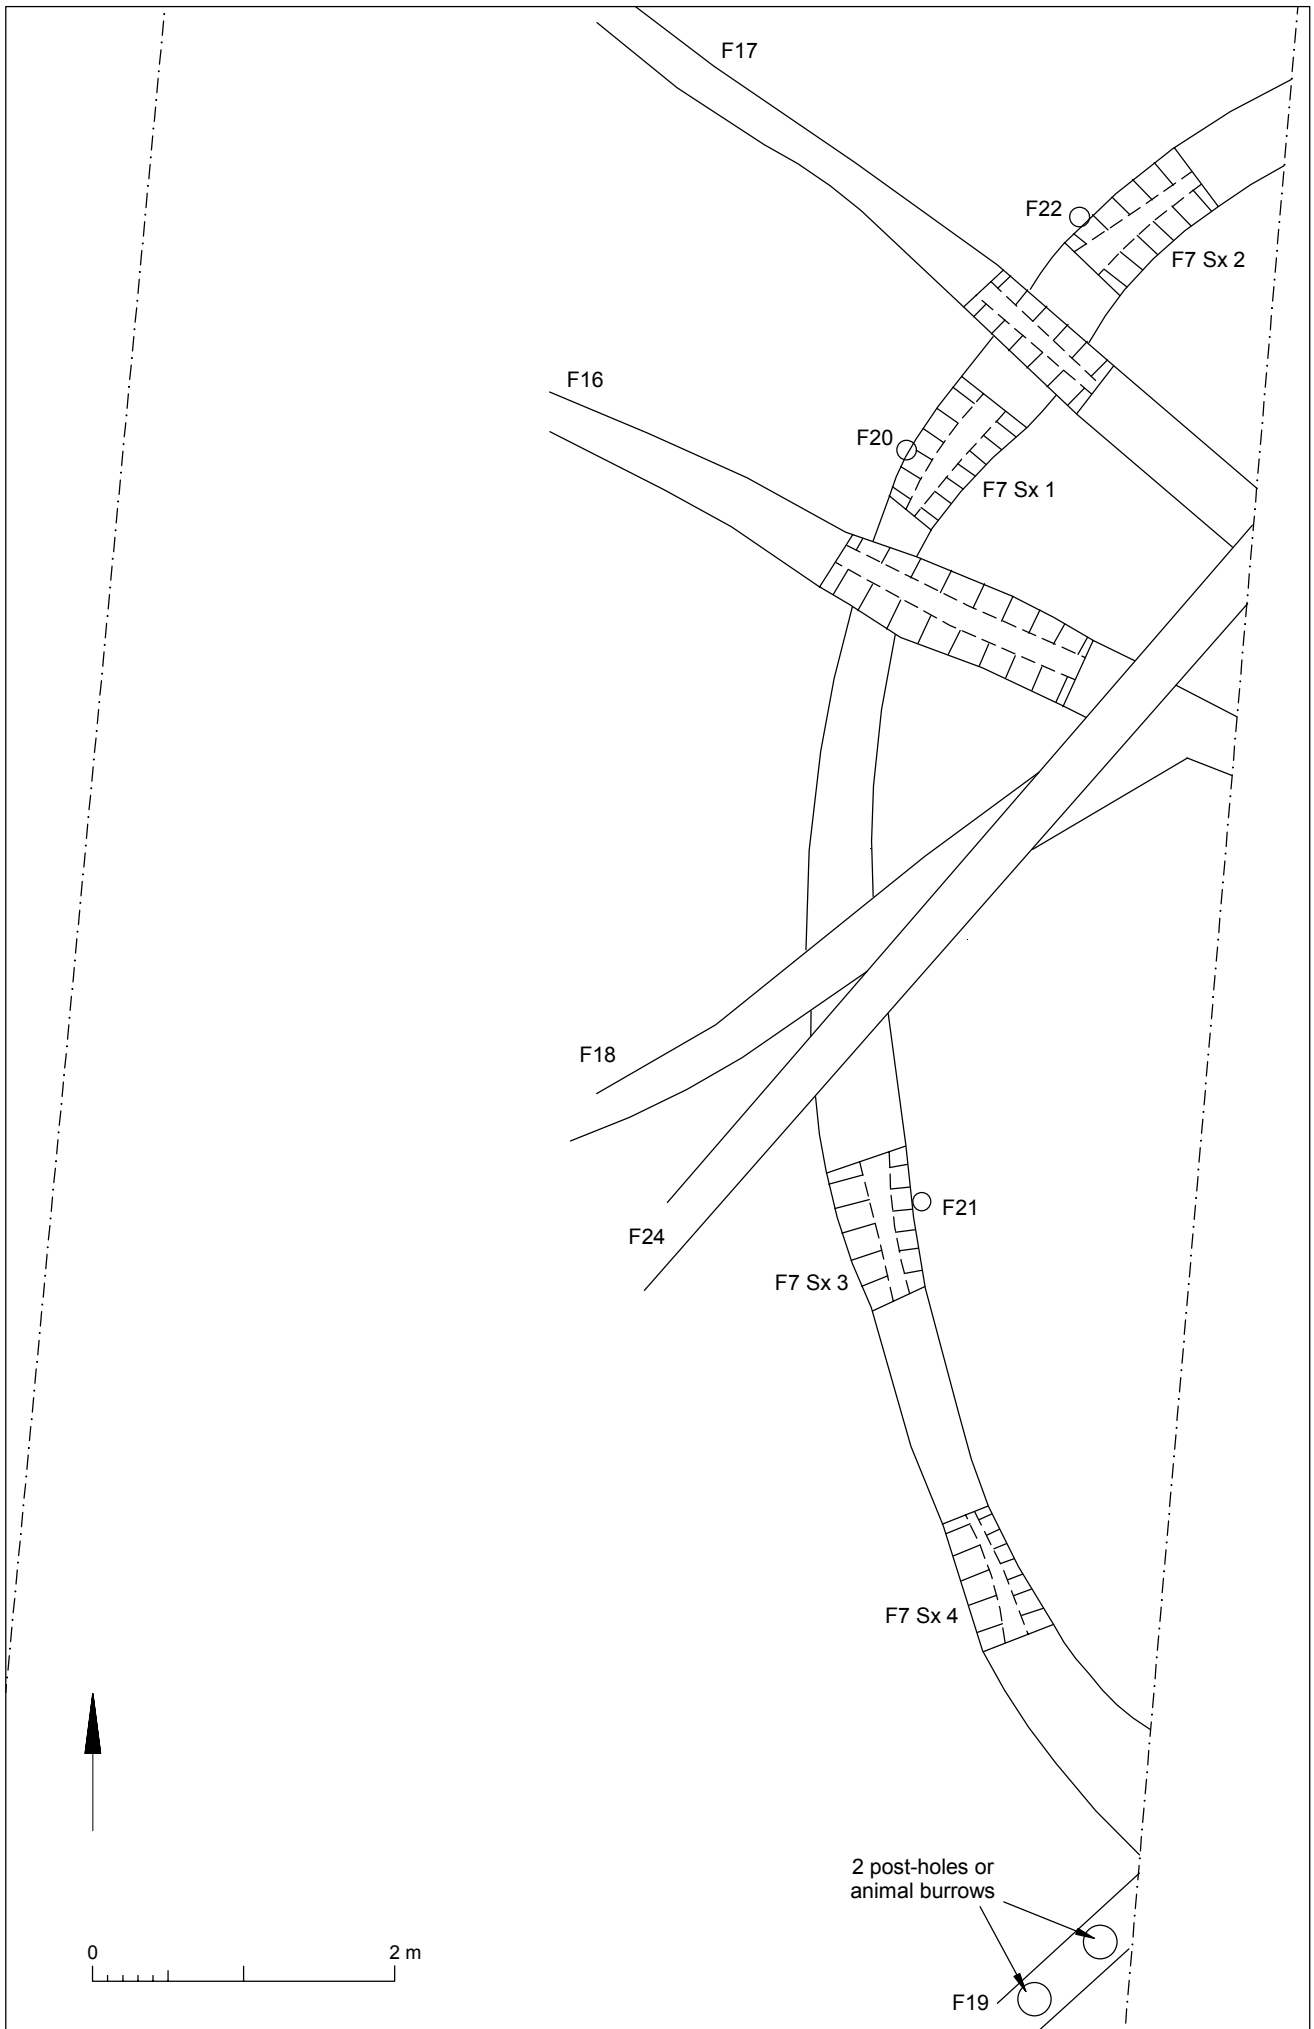 F17
F22
F7 Sx 2
F16
F20
F7 Sx 1
F18
F21
F24
F7 Sx 3
F7 Sx 4
2 post-holes or
animal burrows
0 2 m
F19